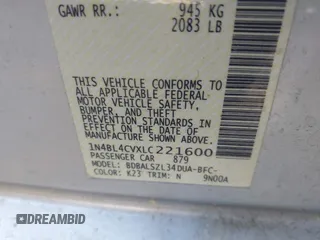 GAWR RR.: 945 KG
2083 LB
THIS VEHICLE CONFORMS TO
ALL APPLICABLE FEDERAL
MOTOR VEHICLE SAFETY,
BUMPER, AND THEFT
PREVENTION STANDARDS
IN EFFECT ON THE DATE OF
MANUFACTURE SHOWN ABOVE.
1N4BL4CVXLC221600
PASSENGER CAR 879
MODEL: BDBALSZL34DUA-BFC-
COLOR: K23 TRIM: N 9N00A